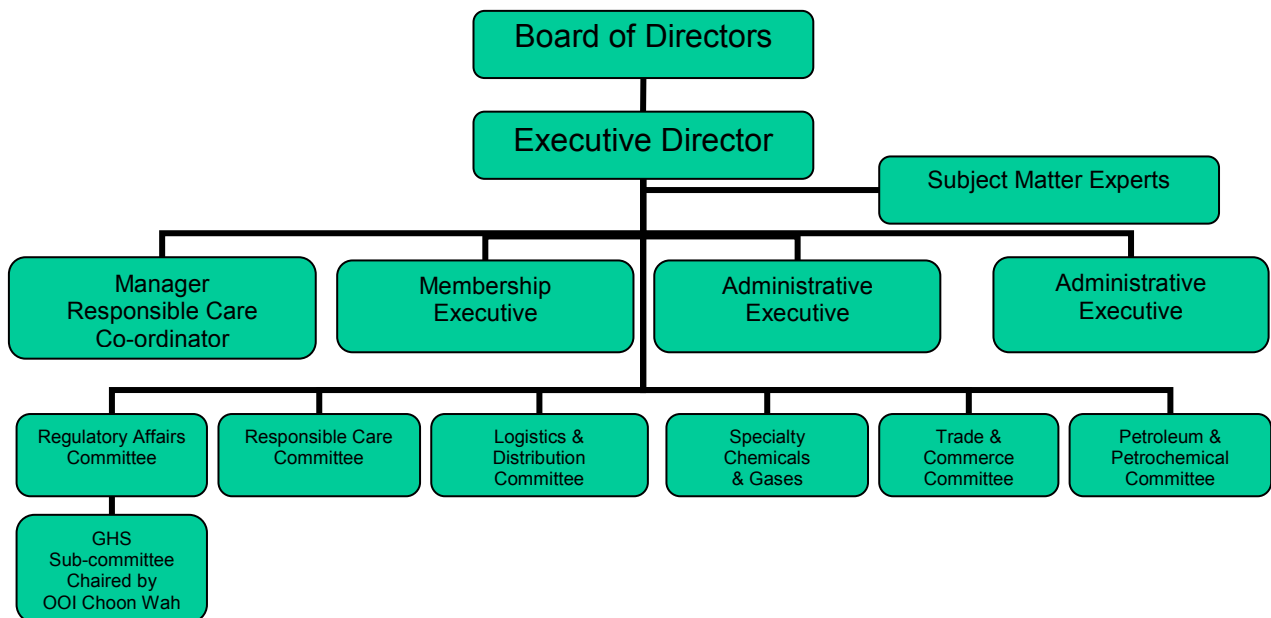 Board of Directors
Executive Director
Subject Matter Experts
Manager
Responsible Care
Co-ordinator
Membership
Executive
Administrative
Executive
Administrative
Executive
Regulatory Affairs
Committee
Responsible Care
Committee
Logistics &
Distribution
Committee
Specialty
Chemicals
& Gases
Trade &
Commerce
Committee
Petroleum &
Petrochemical
Committee
GHS
Sub-committee
Chaired by
OOI Choon Wah